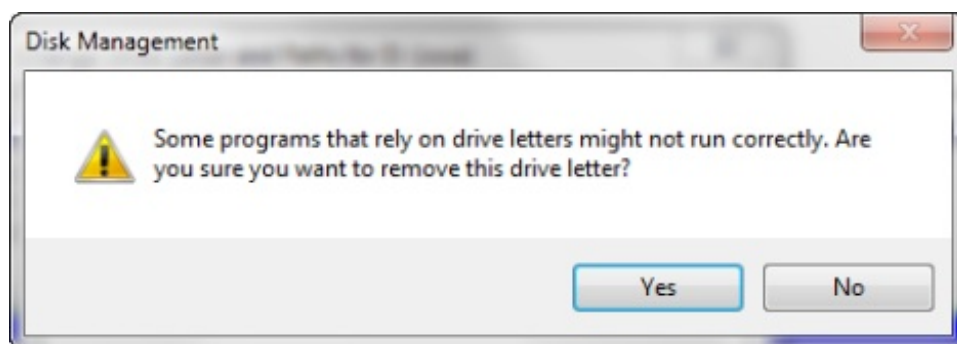 Disk Management
Some programs that rely on drive letters might not run correctly. Are
you sure you want to remove this drive letter?
Yes
No